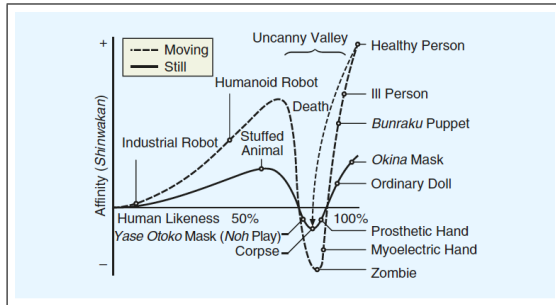 +
Moving
Still
Uncanny Valley
Healthy Person
Humanoid Robot
Death
Ill Person
Industrial Robot
Stuffed
Animal
Bunraku Puppet
Affinity (Shinwakan)
Okina Mask
Ordinary Doll
Human Likeness 50% 100%
Yase Otoko Mask (Noh Play)
Prosthetic Hand
Corpse
Myoelectric Hand
Zombie
–